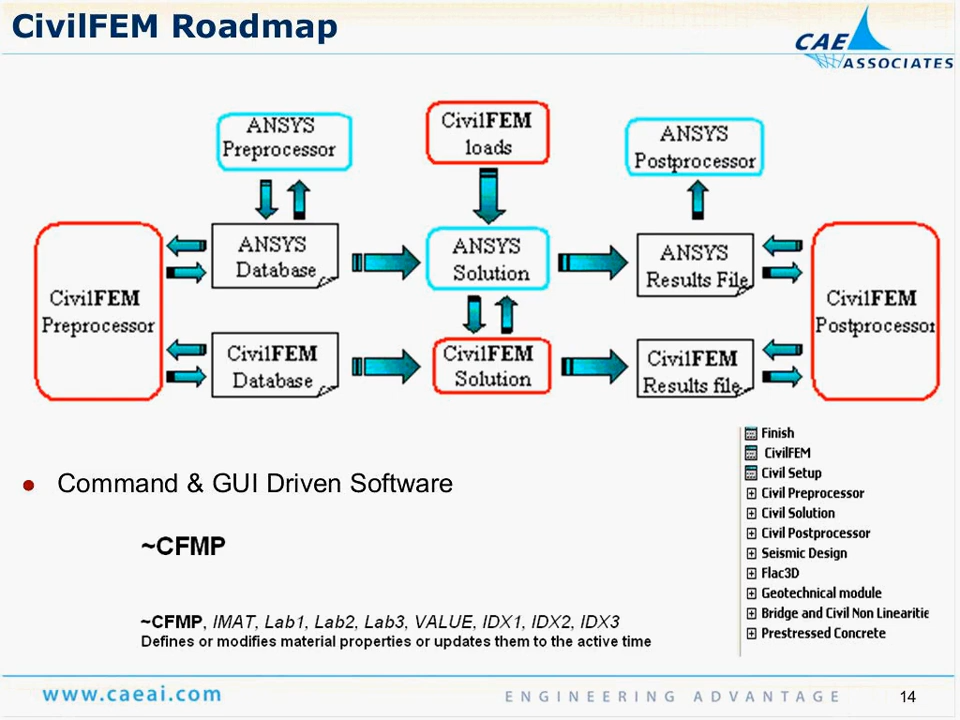 CivilFEM Roadmap
CAE
ASSOCIATES
ANSYS
Preprocessor
CivilFEM
loads
ANSYS
Postprocessor
ANSYS
Database
ANSYS
Solution
ANSYS
Results File
CivilFEM
Preprocessor
CivilFEM
Postprocessor
CivilFEM
Database
CivilFEM
Solution
CivilFEM
Results file
Finish
CivilFEM
Civil Setup
Civil Preprocessor
Civil Solution
Civil Postprocessor
Seismic Design
Flac3D
Geotechnical module
Bridge and Civil Non Linearitie
Prestressed Concrete
● Command & GUI Driven Software
~CFMP
~CFMP, IMAT, Lab1, Lab2, Lab3, VALUE, IDX1, IDX2, IDX3
Defines or modifies material properties or updates them to the active time
www.caeai.com
ENGINEERING ADVANTAGE
14